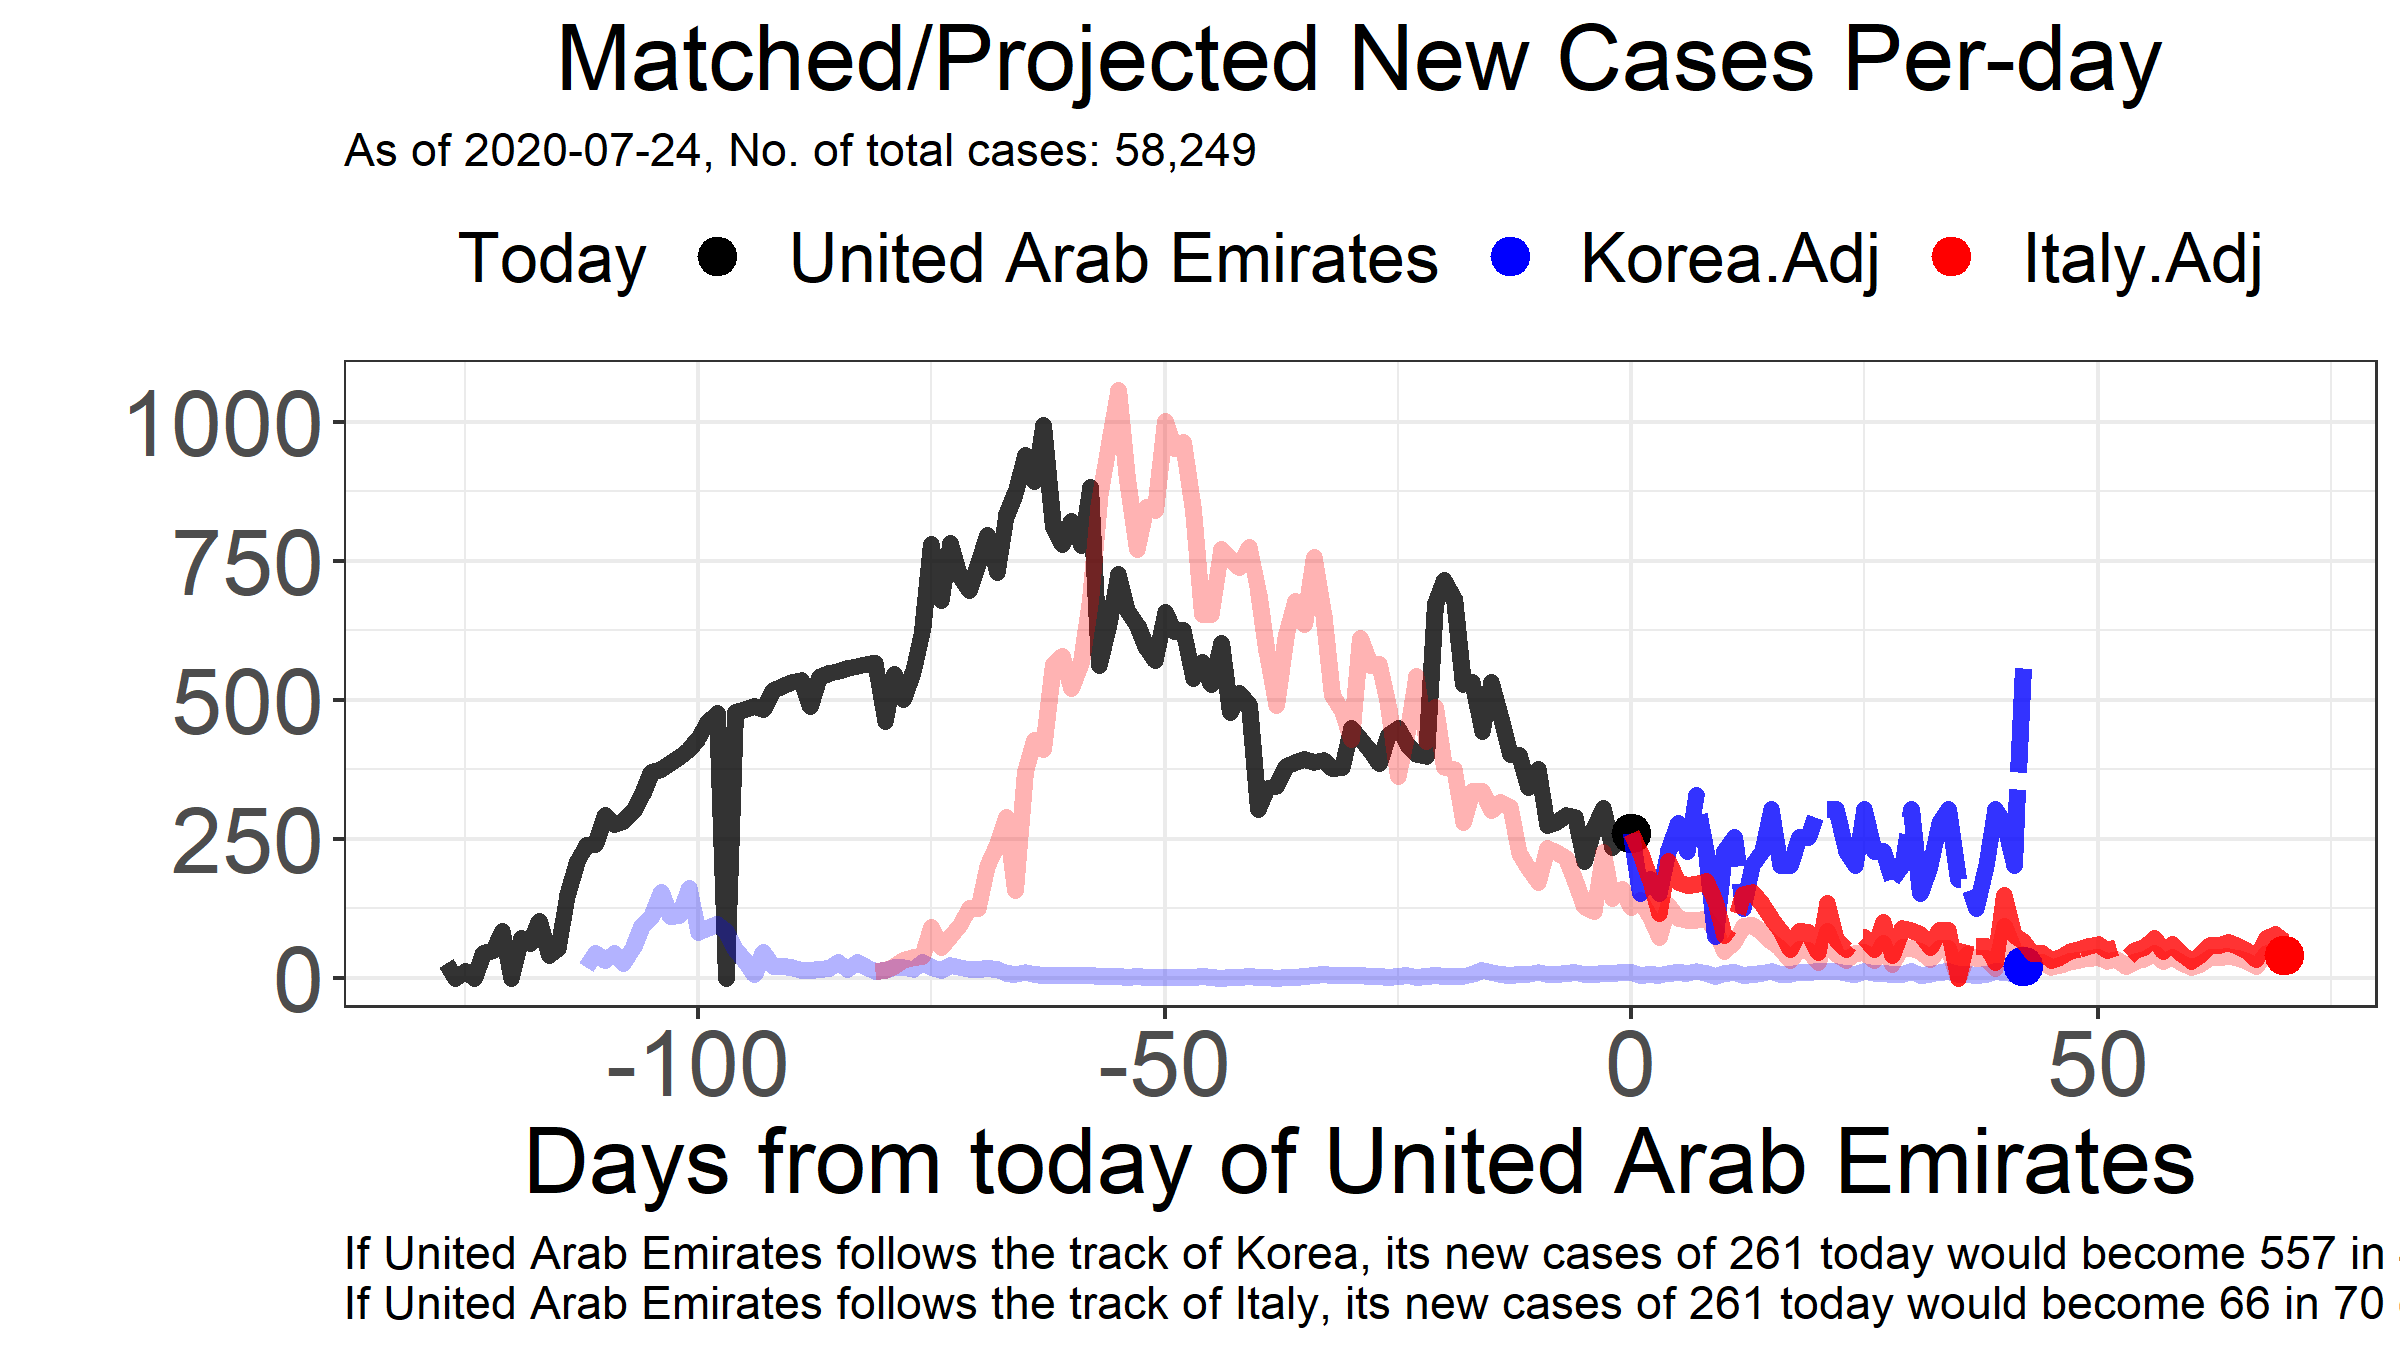 Matched/Projected New Cases Per-day
As of 2020-07-24, No. of total cases: 58,249
Today United Arab Emirates Korea.Adj Italy.Adj
1000
750
500
250
0
-100 -50 0 50
Days from today of United Arab Emirates
If United Arab Emirates follows the track of Korea, its new cases of 261 today would become 557 in
If United Arab Emirates follows the track of Italy, its new cases of 261 today would become 66 in 70